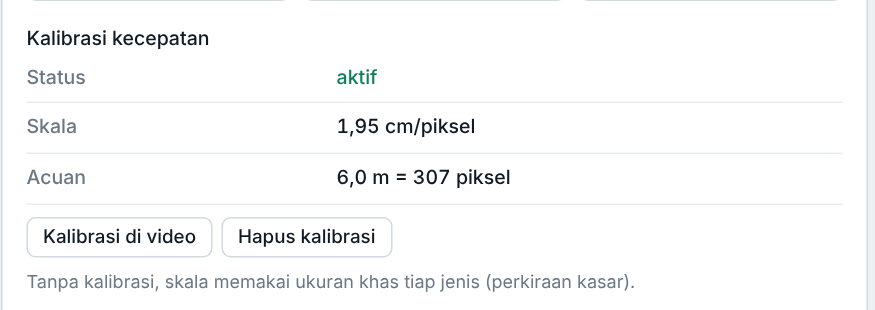 Kalibrasi kecepatan
Status aktif
Skala 1,95 cm/piksel
Acuan 6,0 m = 307 piksel
Kalibrasi di video Hapus kalibrasi
Tanpa kalibrasi, skala memakai ukuran khas tiap jenis (perkiraan kasar).